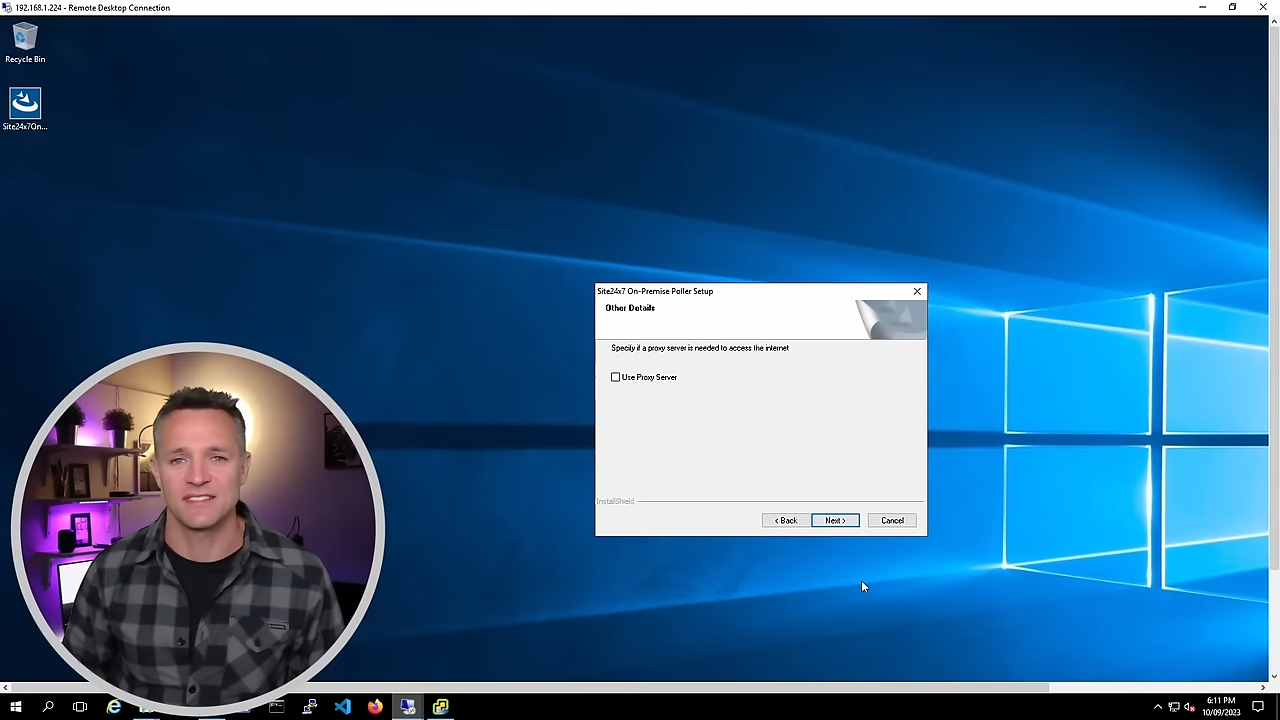 192.168.1.224 - Remote Desktop Connection
Recycle Bin
Site24x7On...
Site24x7 On-Premise Poller Setup
Other Details
Specify if a proxy server is needed to access the internet
Use Proxy Server
InstallShield
< Back
Next >
Cancel
6:11 PM
10/09/2023